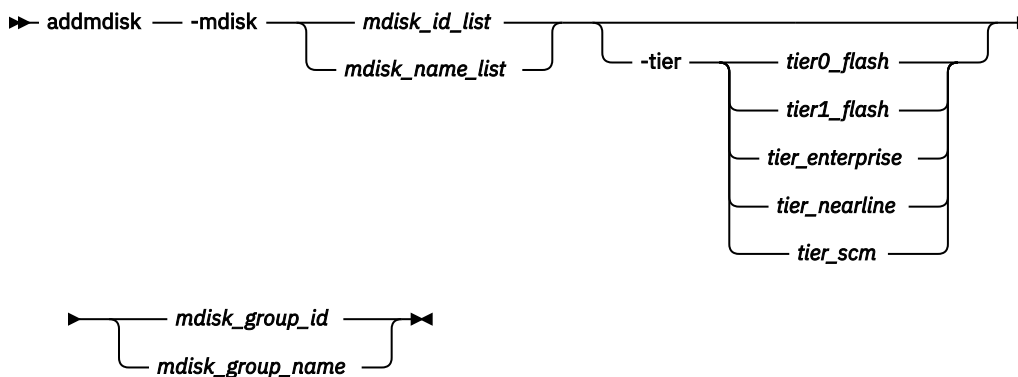 addmdisk -mdisk mdisk_id_list
mdisk_name_list
-tier tier0_flash
tier1_flash
tier_enterprise
tier_nearline
tier_scm
mdisk_group_id
mdisk_group_name